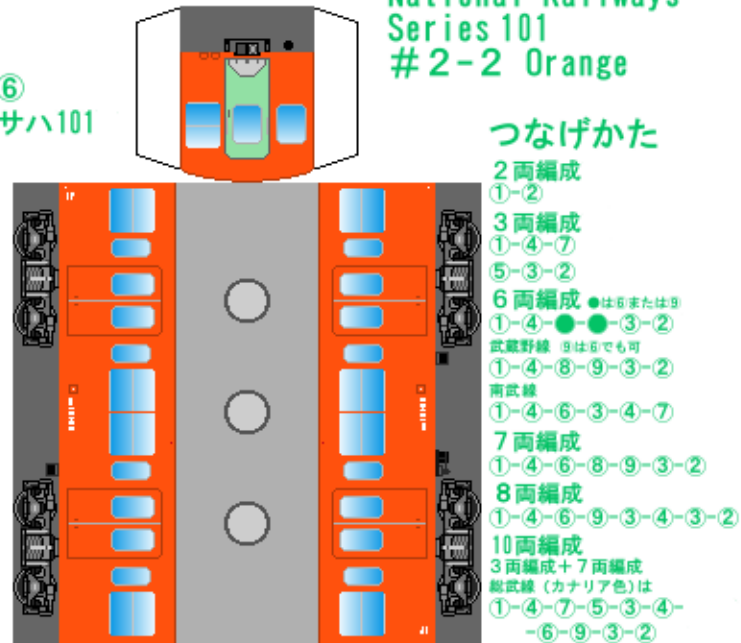 National Railways
Series 101
#2-2 Orange
⑥
サハ101
つなげかた
2両編成
①-②
3両編成
①-④-⑦
⑤-③-②
6両編成 ●は⑥または⑨
①-④-●-●-③-②
武蔵野線 ⑨は⑥でも可
①-④-⑧-⑨-③-②
南武線
①-④-⑥-③-④-⑦
7両編成
①-④-⑥-⑧-⑨-③-②
8両編成
①-④-⑥-⑨-③-④-③-②
10両編成
3両編成+7両編成
総武線(カナリア色)は
①-④-⑦-⑤-③-④-
-⑥-⑨-③-②